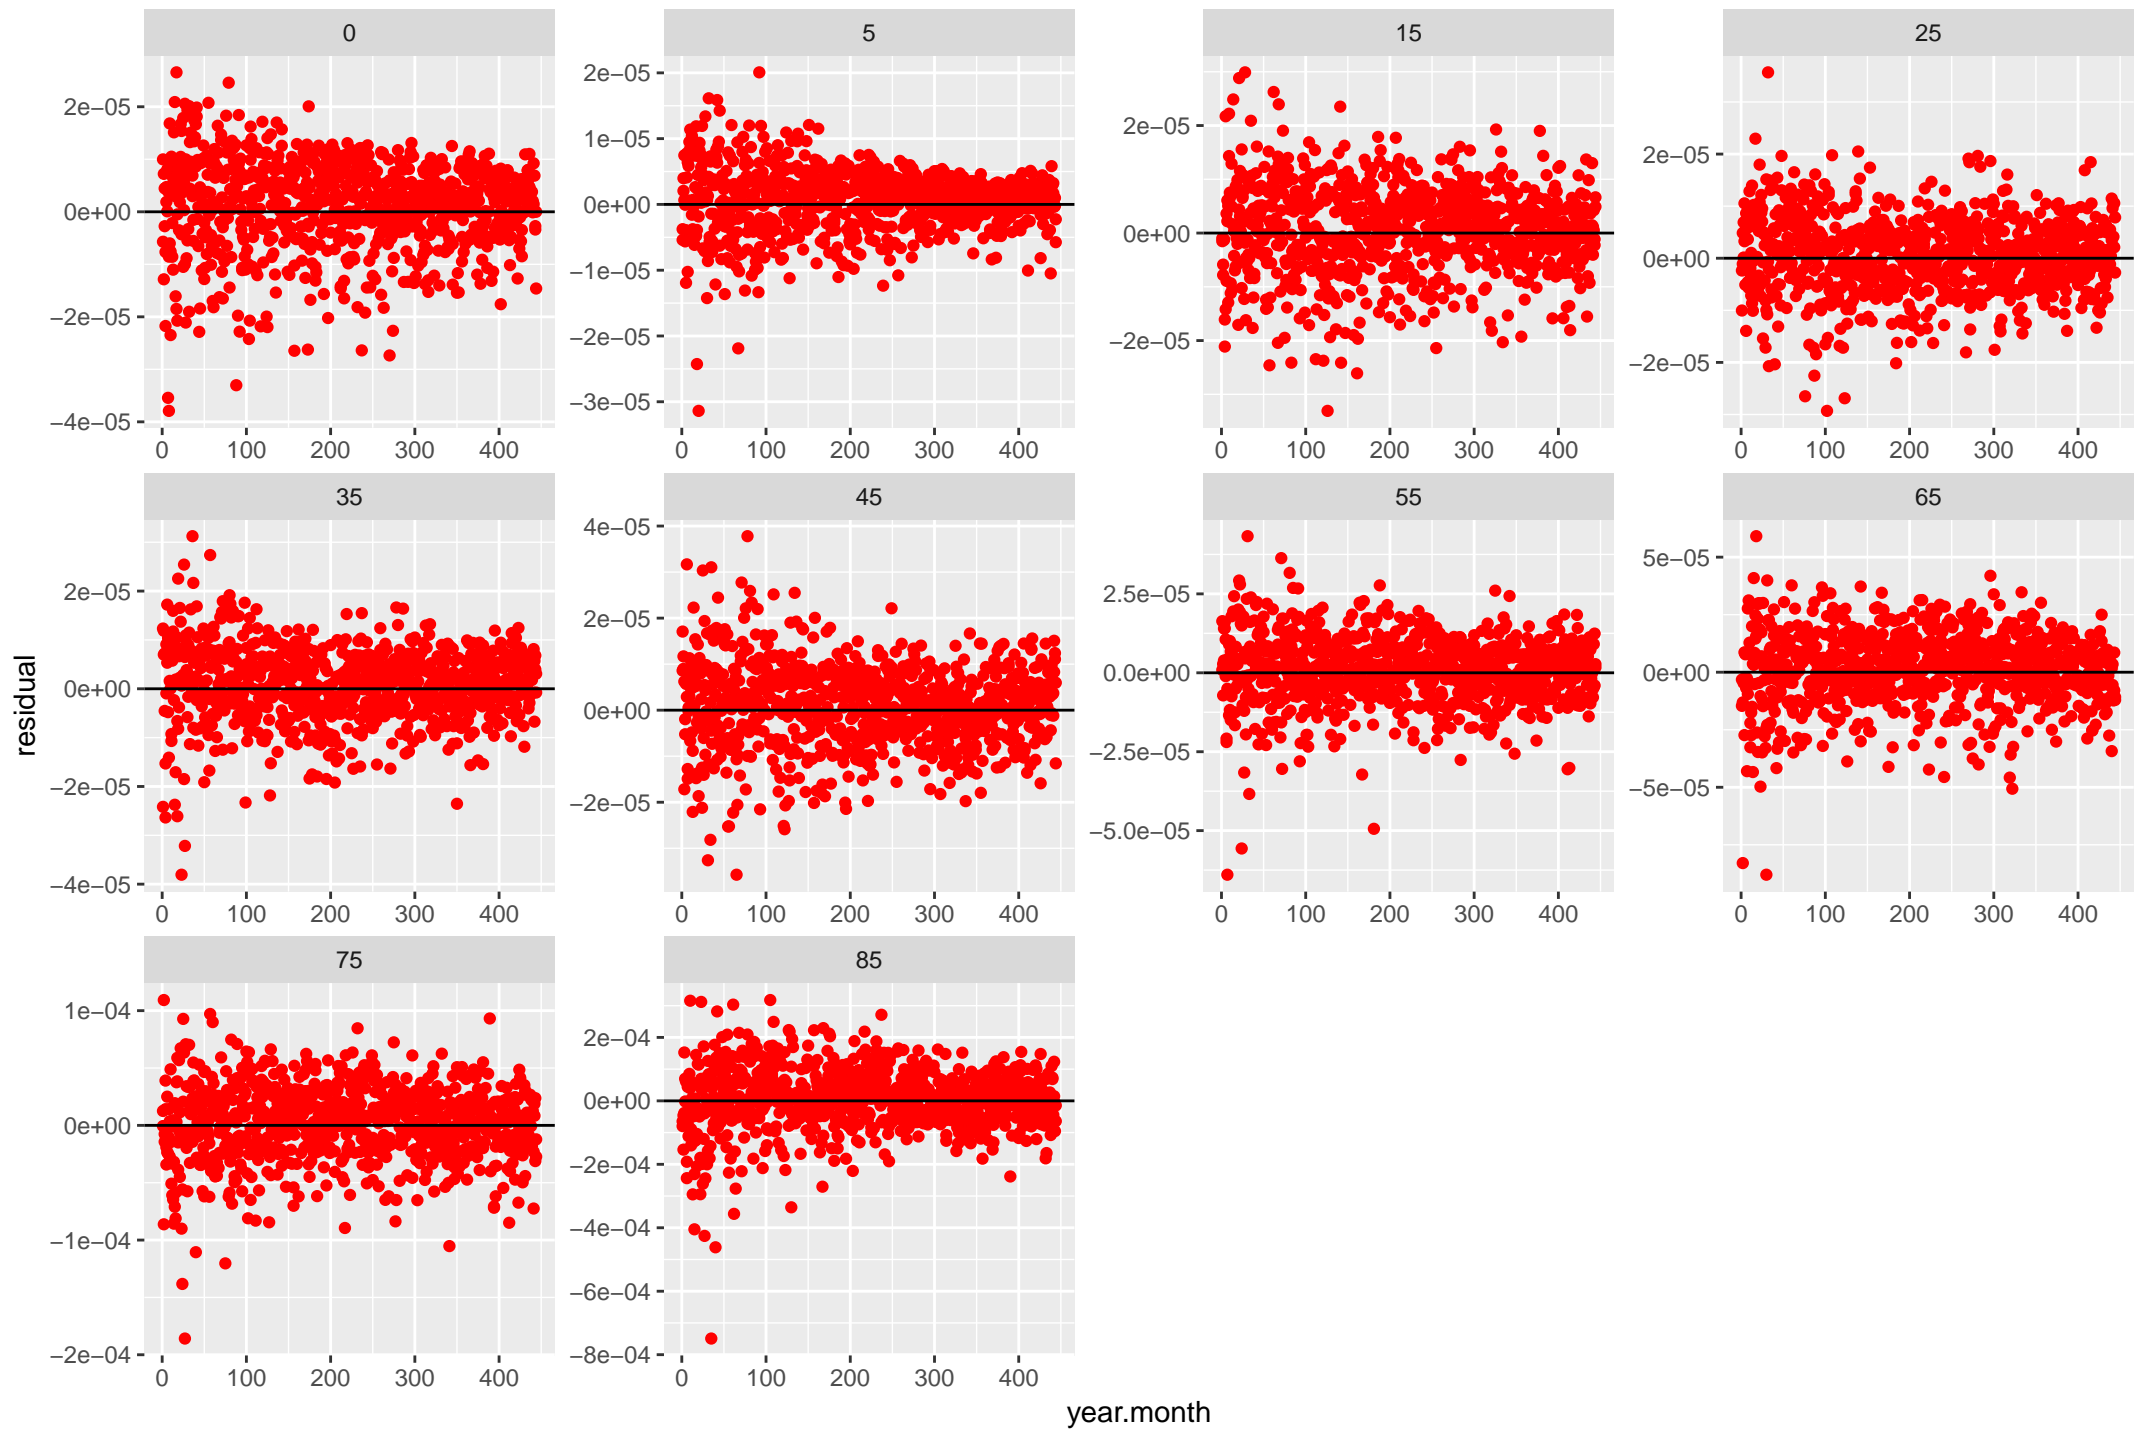 0 5 15 25
2e−05 0e+00 −2e−05 −4e−05
2e−05 1e−05 0e+00 −1e−05 −2e−05 −3e−05
2e−05 0e+00 −2e−05
2e−05 0e+00 −2e−05
0 100 200 300 400 0 100 200 300 400 0 100 200 300 400 0 100 200 300 400
35 45 55 65
2e−05 0e+00 −2e−05 −4e−05
4e−05 2e−05 0e+00 −2e−05
2.5e−05 0.0e+00 −2.5e−05 −5.0e−05
5e−05 0e+00 −5e−05
0 100 200 300 400 0 100 200 300 400 0 100 200 300 400 0 100 200 300 400
75 85
1e−04 0e+00 −1e−04 −2e−04
2e−04 0e+00 −2e−04 −4e−04 −6e−04 −8e−04
0 100 200 300 400 0 100 200 300 400
residual
year.month